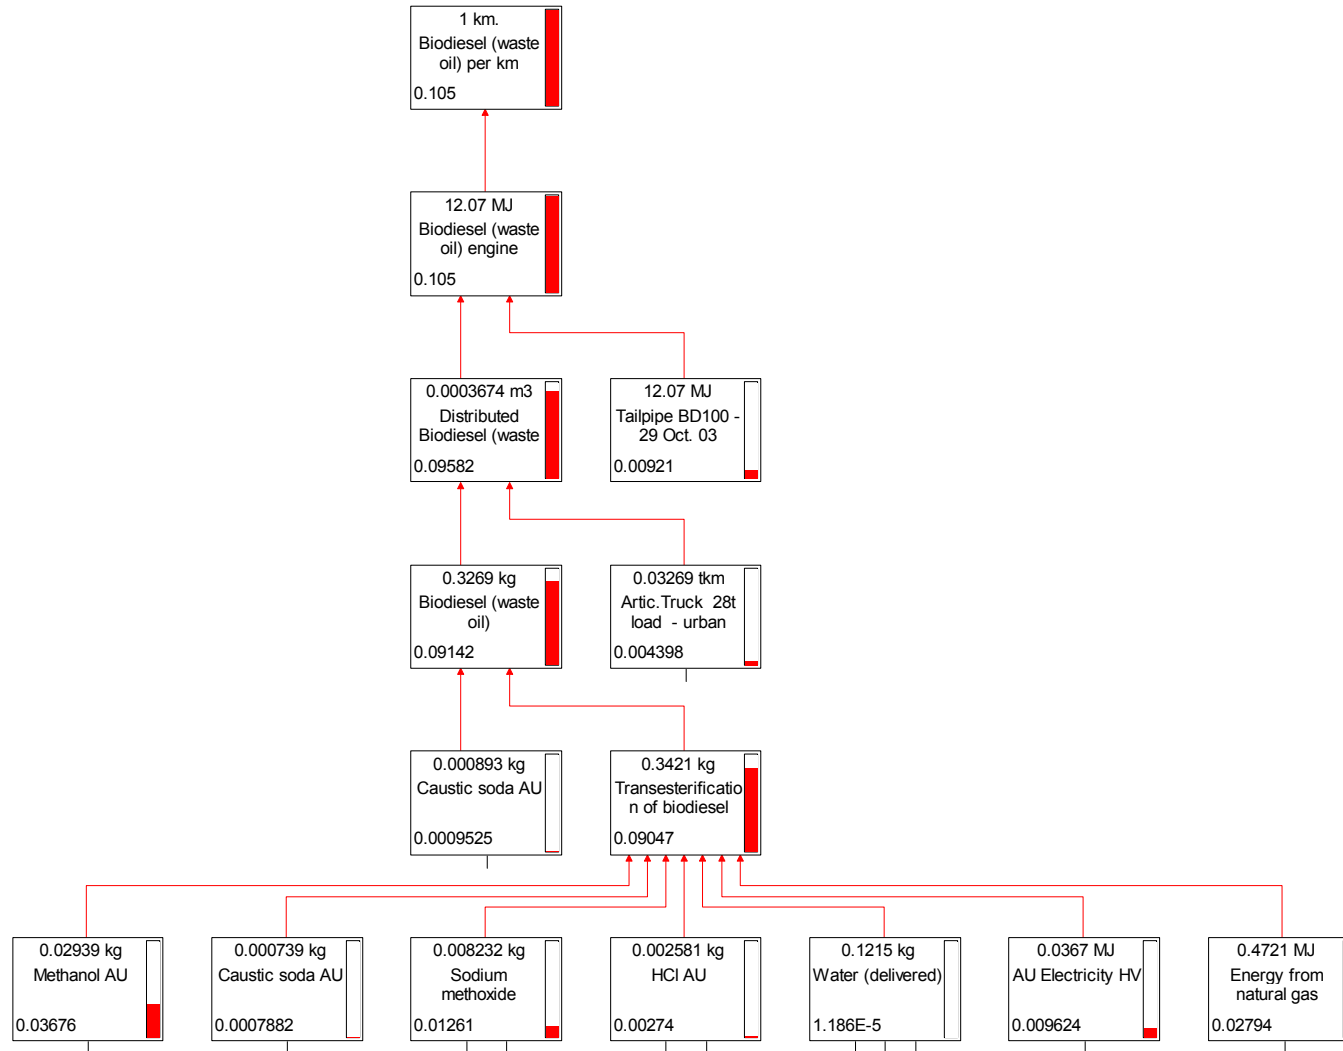 1 km.
Biodiesel (waste
oil) per km
0.105
12.07 MJ
Biodiesel (waste
oil) engine
0.105
0.0003674 m3
Distributed
Biodiesel (waste
0.09582
12.07 MJ
Tailpipe BD100 -
29 Oct. 03
0.00921
0.3269 kg
Biodiesel (waste
oil)
0.09142
0.03269 tkm
Artic.Truck 28t
load - urban
0.004398
0.000893 kg
Caustic soda AU
0.0009525
0.3421 kg
Transesterificatio
n of biodiesel
0.09047
0.02939 kg
Methanol AU
0.03676
0.000739 kg
Caustic soda AU
0.0007882
0.008232 kg
Sodium
methoxide
0.01261
0.002581 kg
HCl AU
0.00274
0.1215 kg
Water (delivered)
1.186E-5
0.0367 MJ
AU Electricity HV
0.009624
0.4721 MJ
Energy from
natural gas
0.02794